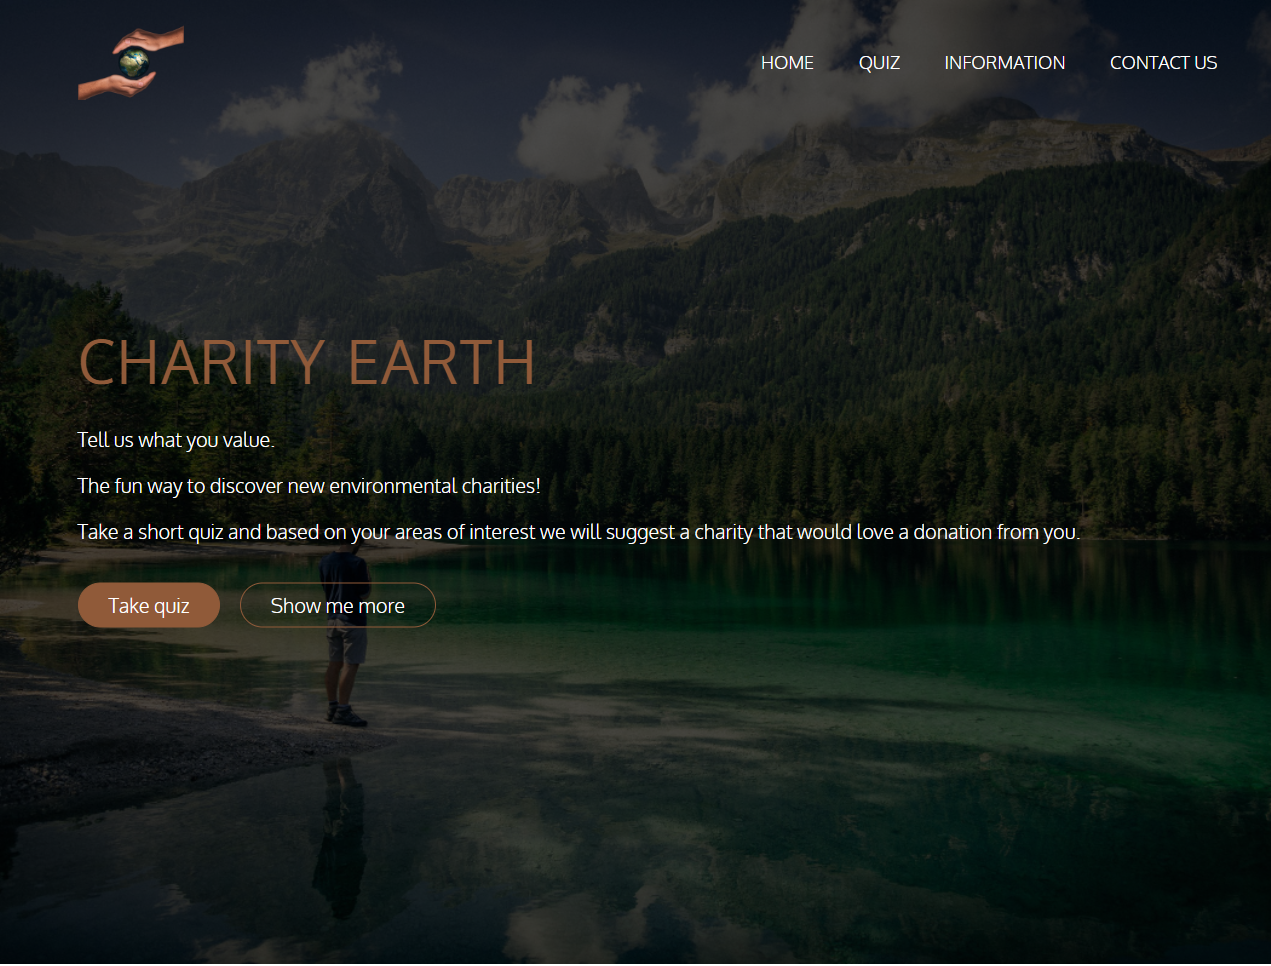 HOME QUIZ INFORMATION CONTACT US
CHARITY EARTH
Tell us what you value.
The fun way to discover new environmental charities!
Take a short quiz and based on your areas of interest we will suggest a charity that would love a donation from you.
Take quiz Show me more